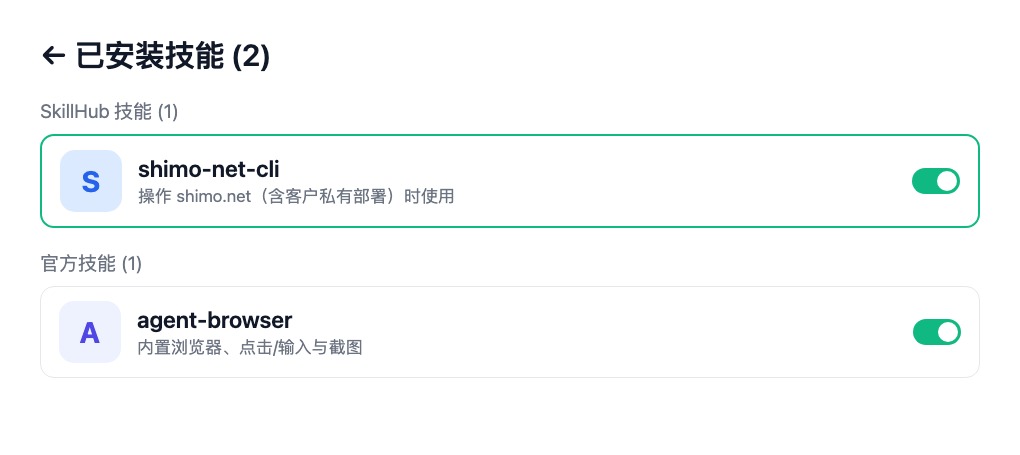 ← 已安装技能 (2)
SkillHub 技能 (1)
S
shimo-net-cli
操作 shimo.net（含客户私有部署）时使用
官方技能 (1)
A
agent-browser
内置浏览器、点击/输入与截图